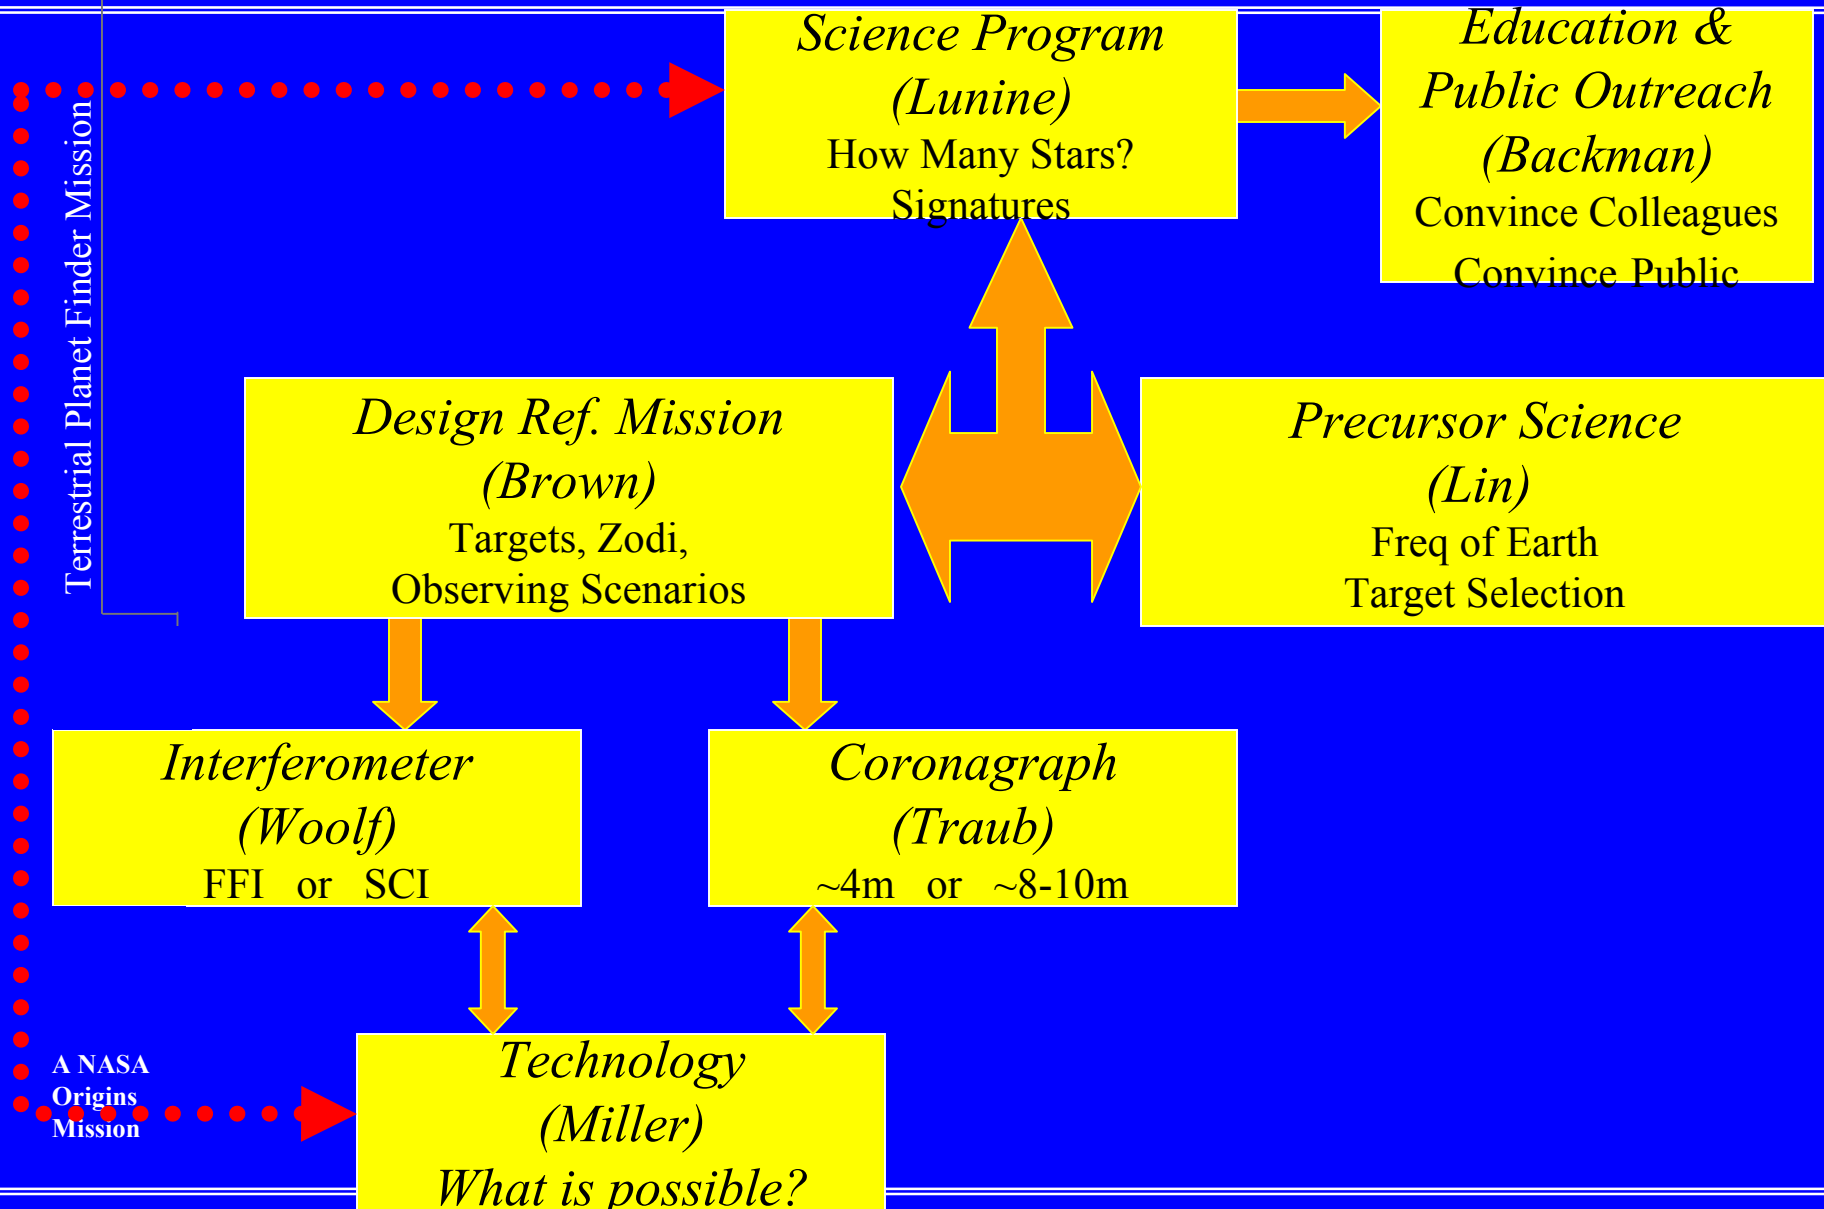 Science Program
(Lunine)
How Many Stars?
Signatures
Education &
Public Outreach
(Backman)
Convince Colleagues
Convince Public
Terrestrial Planet Finder Mission
Design Ref. Mission
(Brown)
Targets, Zodi,
Observing Scenarios
Precursor Science
(Lin)
Freq of Earth
Target Selection
Interferometer
(Woolf)
FFI or SCI
Coronagraph
(Traub)
~4m or ~8-10m
A NASA
Origins
Mission
Technology
(Miller)
What is possible?